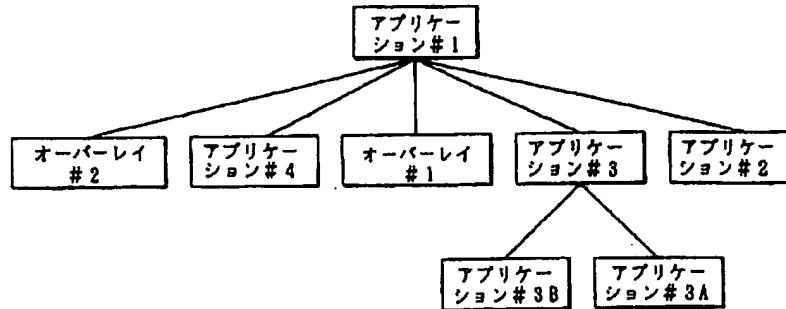 アプリケー
ション#1
オーバーレイ
#2
アプリケー
ション#4
オーバーレイ
#1
アプリケー
ション#3
アプリケー
ション#2
アプリケー
ション#3B
アプリケー
ション#3A